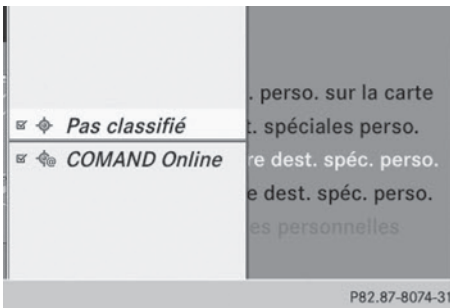 . perso. sur la carte
Pas classifié
. spéciales perso.
COMAND Online
re dest. spéc. perso.
e dest. spéc. perso.
es personnelles
P82.87-8074-31